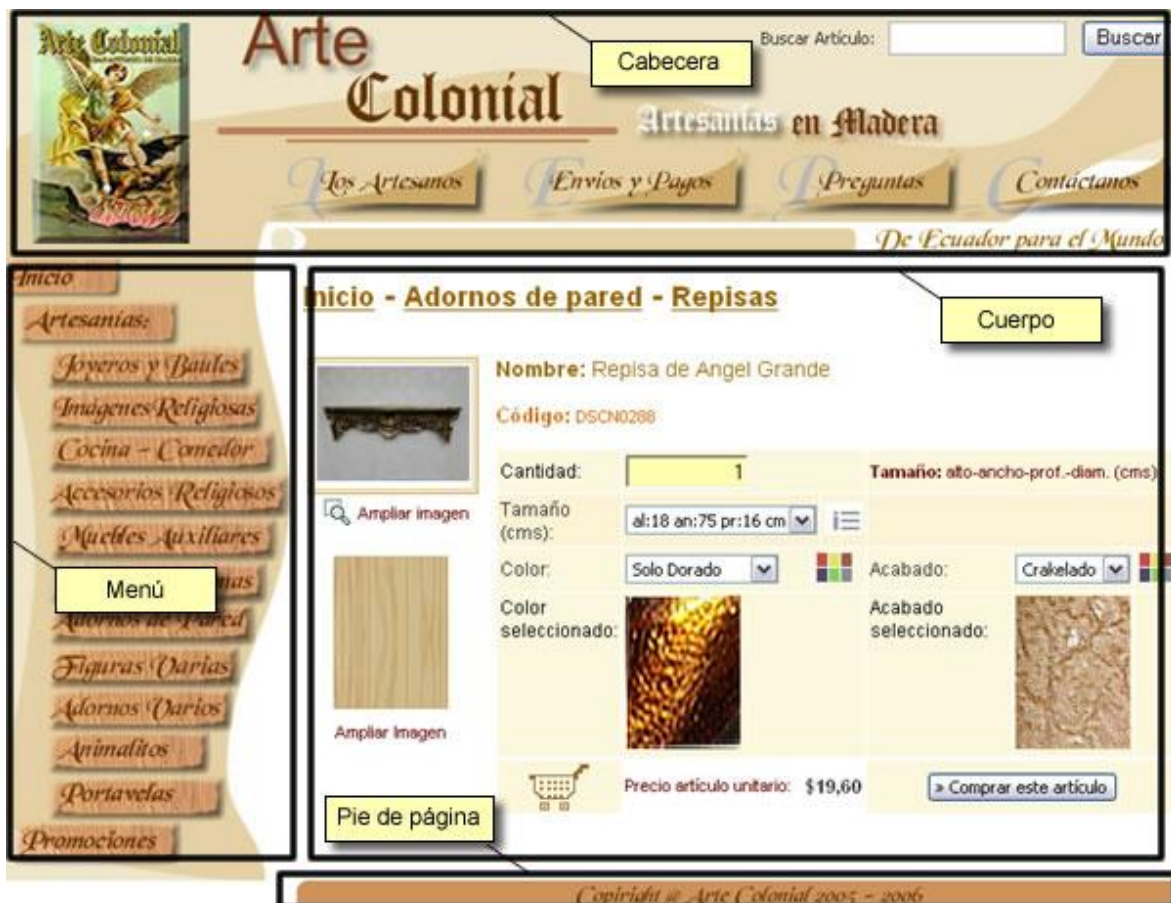 Arte Colonial
Arte
Colonial
Artesanías en Madera
Buscar Artículo:
Buscar
Cabecera
Los Artesanos
Envíos y Pagos
Preguntas
Contáctanos
De Ecuador para el Mundo
Inicio
Artesanías:
Joyeros y Baúles
Imágenes Religiosas
Cocina - Comedor
Accesorios Religiosos
Muebles Auxiliares
Menú
Adornos de Pared
Figuras Varias
Adornos Varios
Animalitos
Portavelas
Promociones
Inicio - Adornos de pared - Repisas
Cuerpo
Nombre: Repisa de Angel Grande
Código: DSCN0288
Ampliar imagen
Ampliar Imagen
Cantidad: 1 Tamaño: alto-ancho-prof.-diam. (cms)
Tamaño (cms): al:18 an:75 pr:16 cm
Color: Solo Dorado Acabado: Crakelado
Color seleccionado: Acabado seleccionado:
Precio artículo unitario: $19,60 » Comprar este artículo
Pie de página
Copiright @ Arte Colonial 2005 - 2006